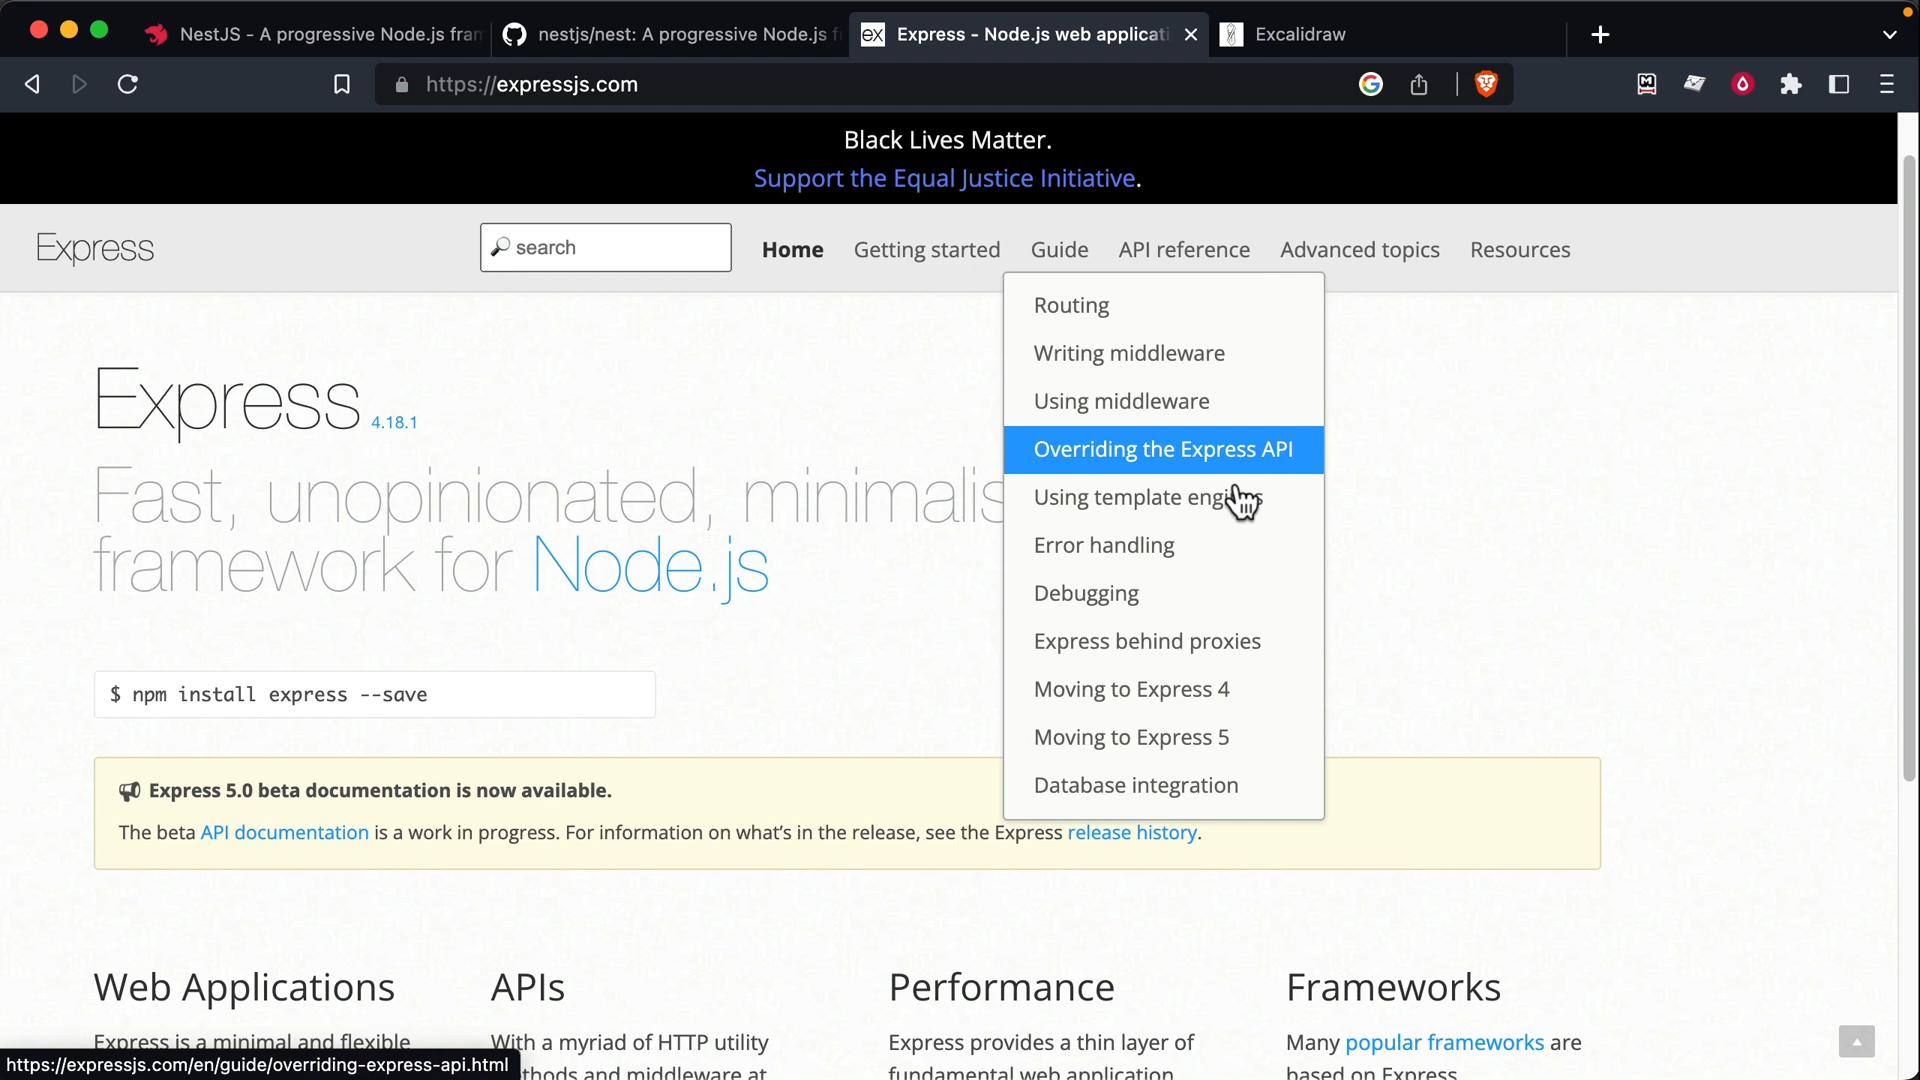 NestJS - A progressive Node.js fram
nestjs/nest: A progressive Node.js f
ex Express - Node.js web applicati
Excalidraw
https://expressjs.com
Black Lives Matter.
Support the Equal Justice Initiative.
Express
search
Home
Getting started
Guide
API reference
Advanced topics
Resources
Routing
Writing middleware
Using middleware
Overriding the Express API
Using template
Error handling
Debugging
Express behind proxies
Moving to Express 4
Moving to Express 5
Database integration
Express 4.18.1
Fast, unopinionated, minimalis
framework for Node.js
$ npm install express --save
Express 5.0 beta documentation is now available.
The beta API documentation is a work in progress. For information on what's in the release, see the Express release history.
Web Applications
Express is a minimal and flexible
APIs
With a myriad of HTTP utility
thods and middleware at
Performance
Express provides a thin layer of
fundamental web application
Frameworks
Many popular frameworks are
based on Express.
https://expressjs.com/en/guide/overriding-express-api.html